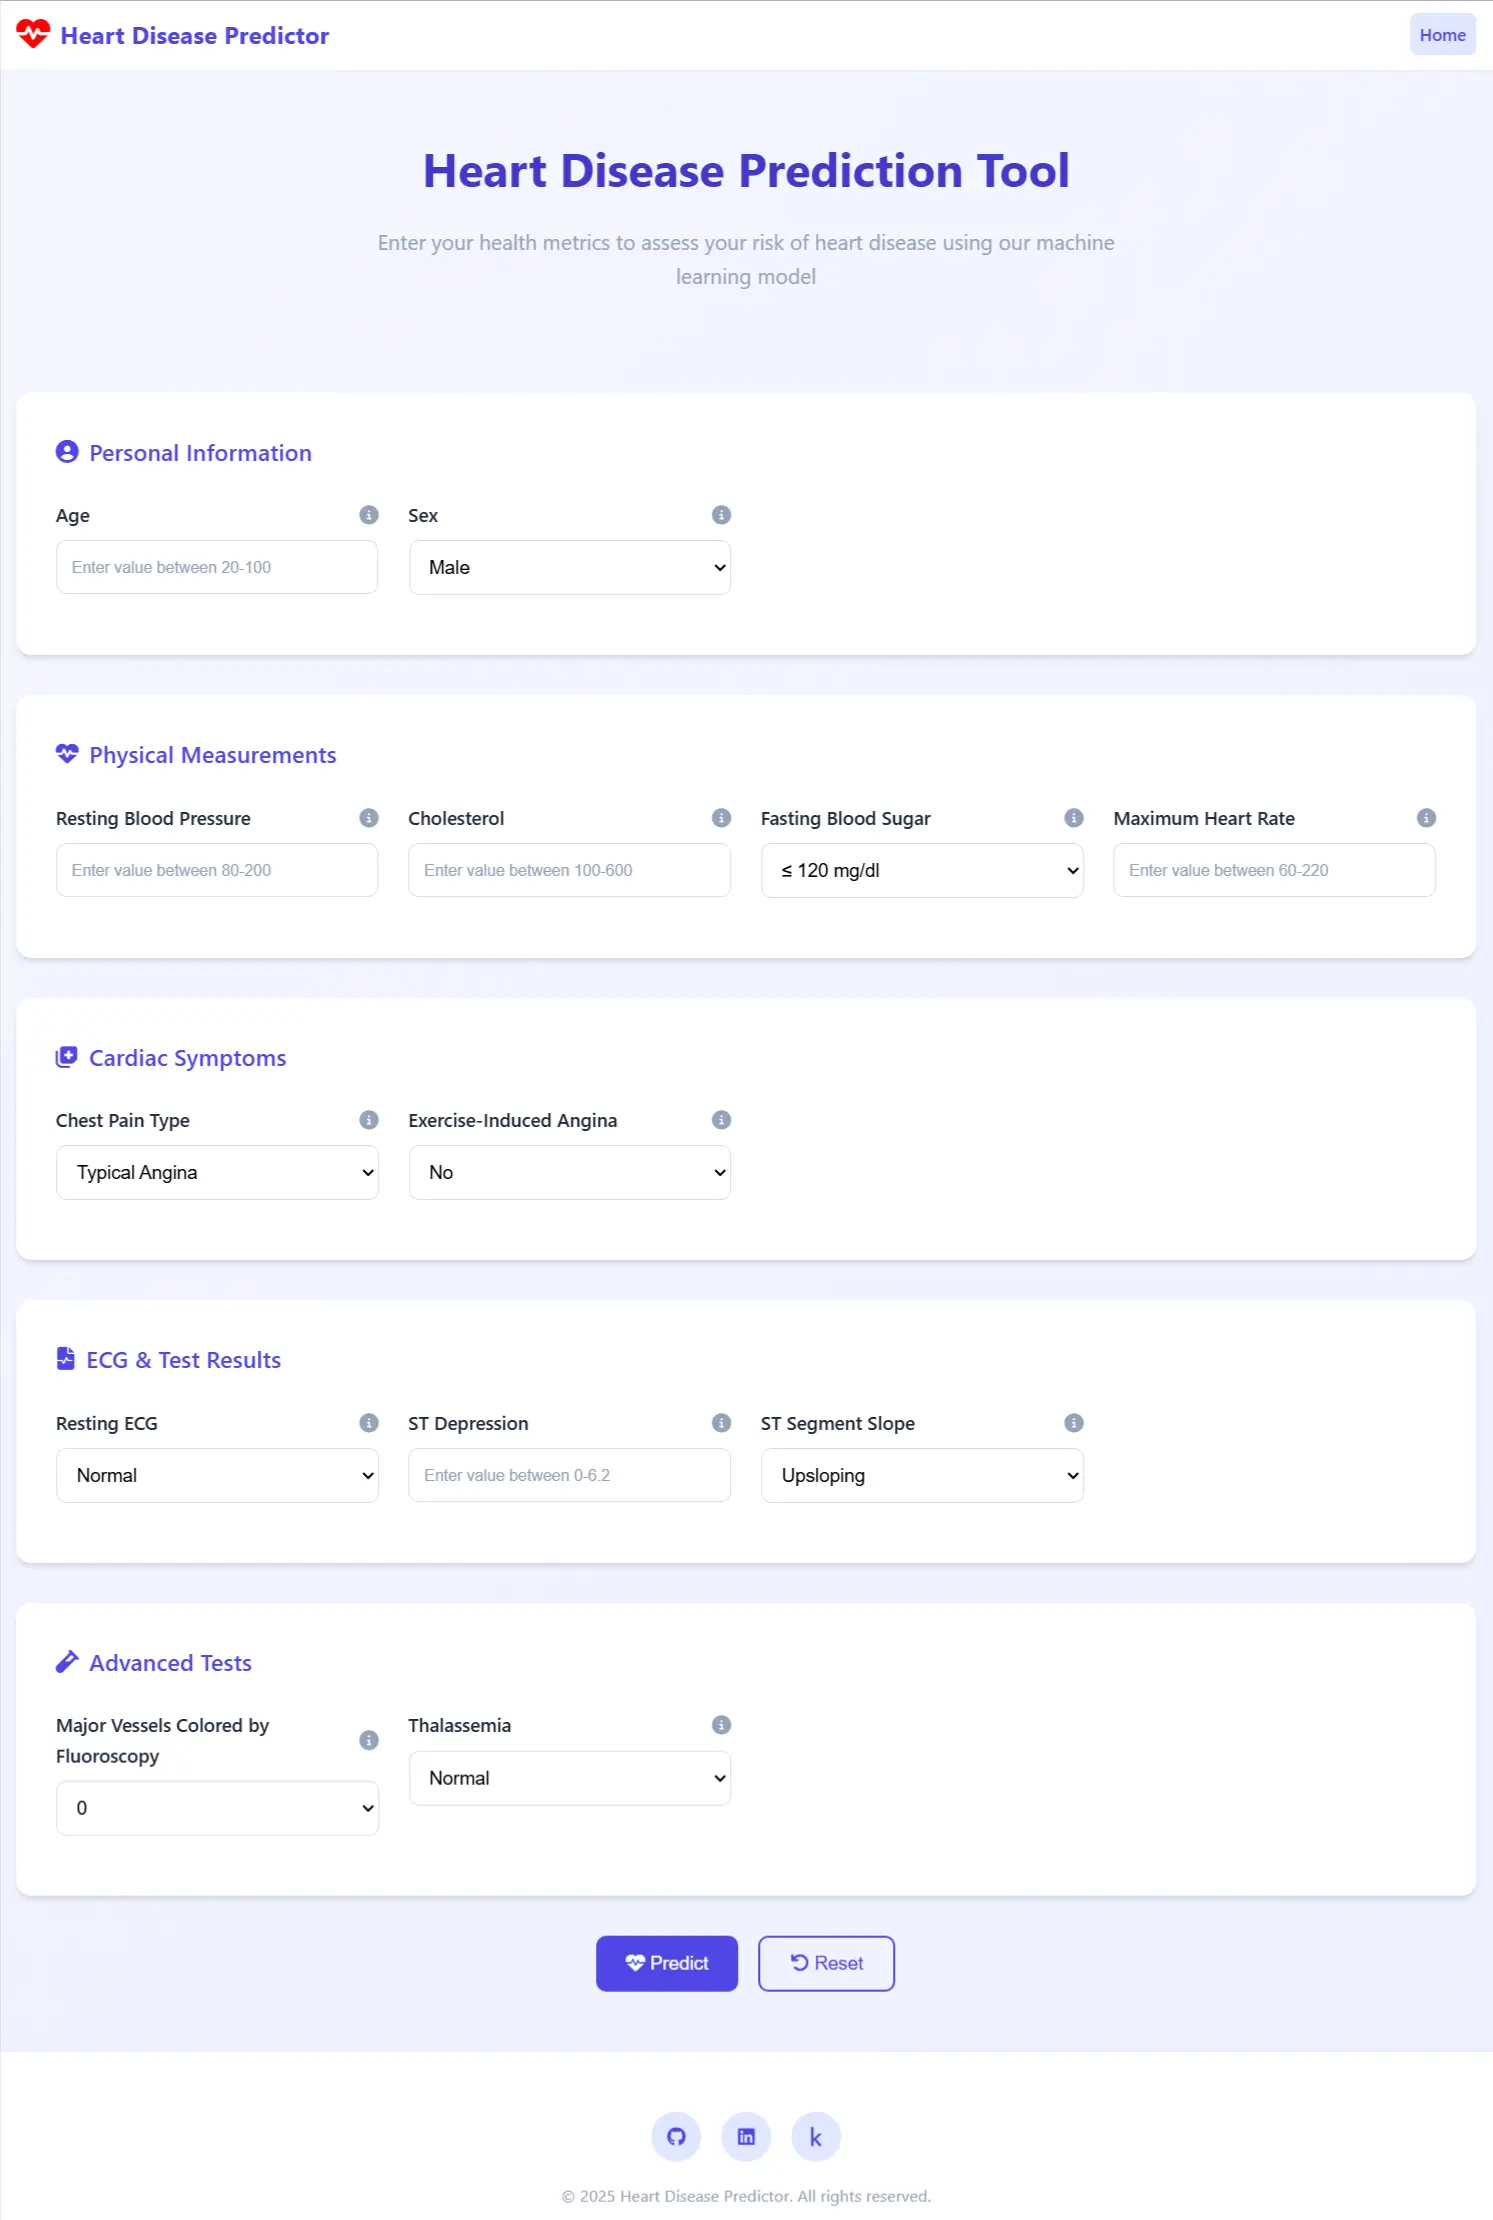 Heart Disease Predictor
Home
Heart Disease Prediction Tool
Enter your health metrics to assess your risk of heart disease using our machine
learning model
Personal Information
Age
Sex
Enter value between 20-100
Male
Physical Measurements
Resting Blood Pressure
Cholesterol
Fasting Blood Sugar
Maximum Heart Rate
Enter value between 80-200
Enter value between 100-600
≤ 120 mg/dl
Enter value between 60-220
Cardiac Symptoms
Chest Pain Type
Exercise-Induced Angina
Typical Angina
No
ECG & Test Results
Resting ECG
ST Depression
ST Segment Slope
Normal
Enter value between 0-6.2
Upsloping
Advanced Tests
Major Vessels Colored by
Fluoroscopy
Thalassemia
0
Normal
Predict
Reset
© 2025 Heart Disease Predictor. All rights reserved.